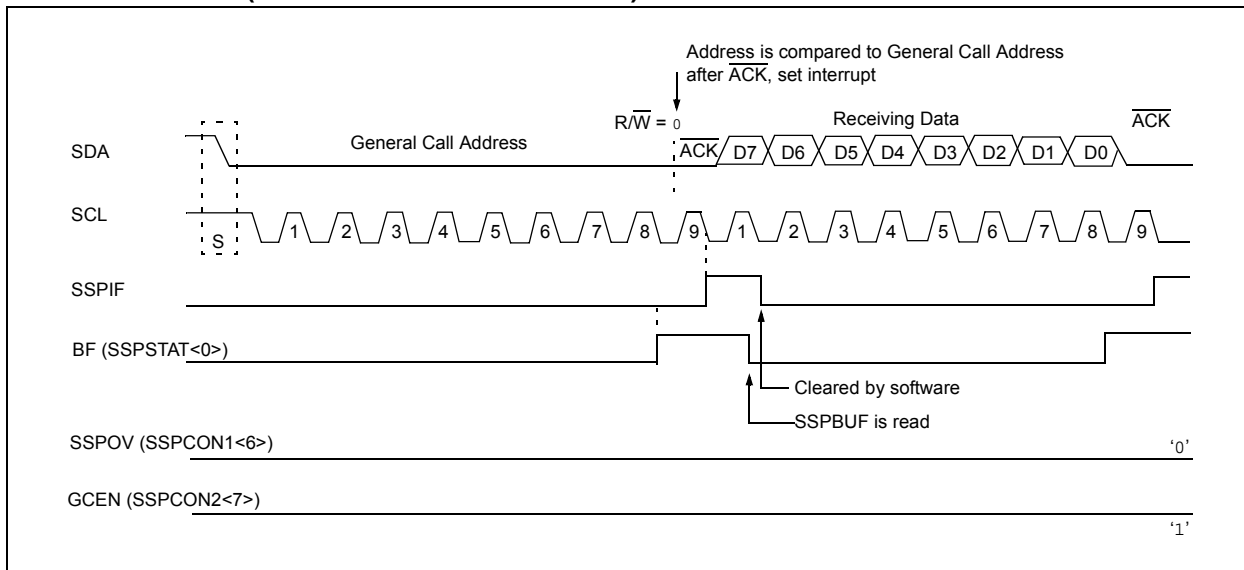 Address is compared to General Call Address
after ACK, set interrupt
R/W = 0
Receiving Data
ACK
SDA
General Call Address
ACK
D7 D6 D5 D4 D3 D2 D1 D0
SCL
S
1 2 3 4 5 6 7 8 9 1 2 3 4 5 6 7 8 9
SSPIF
BF (SSPSTAT<0>)
Cleared by software
SSPBUF is read
SSPOV (SSPCON1<6>)
‘0’
GCEN (SSPCON2<7>)
‘1’